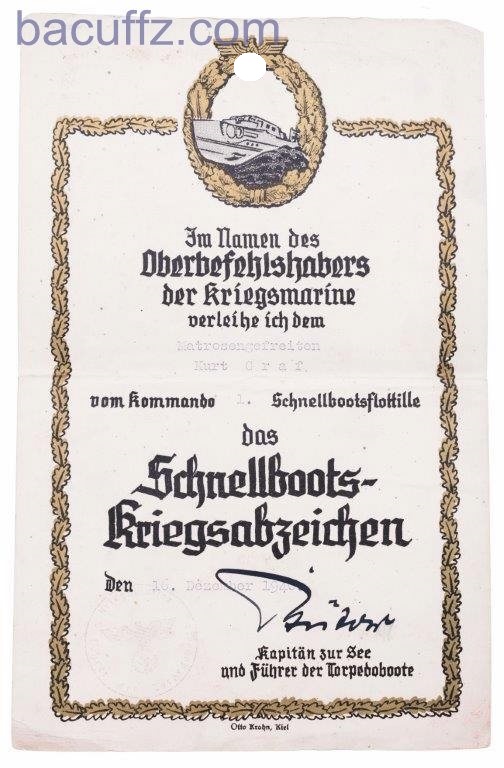 bacuffz.com
Im Namen des
Oberbefehlshabers
der Kriegsmarine
verleihe ich dem
Matrosengefreiten
Kurt Graf,
vom Kommando 1. Schnellbootsflottille
das
Schnellboots-
Kriegsabzeichen
Den 16. Dezember
Kapitän zur See
und Führer der Torpedoboote
Otto Krahn, Kiel